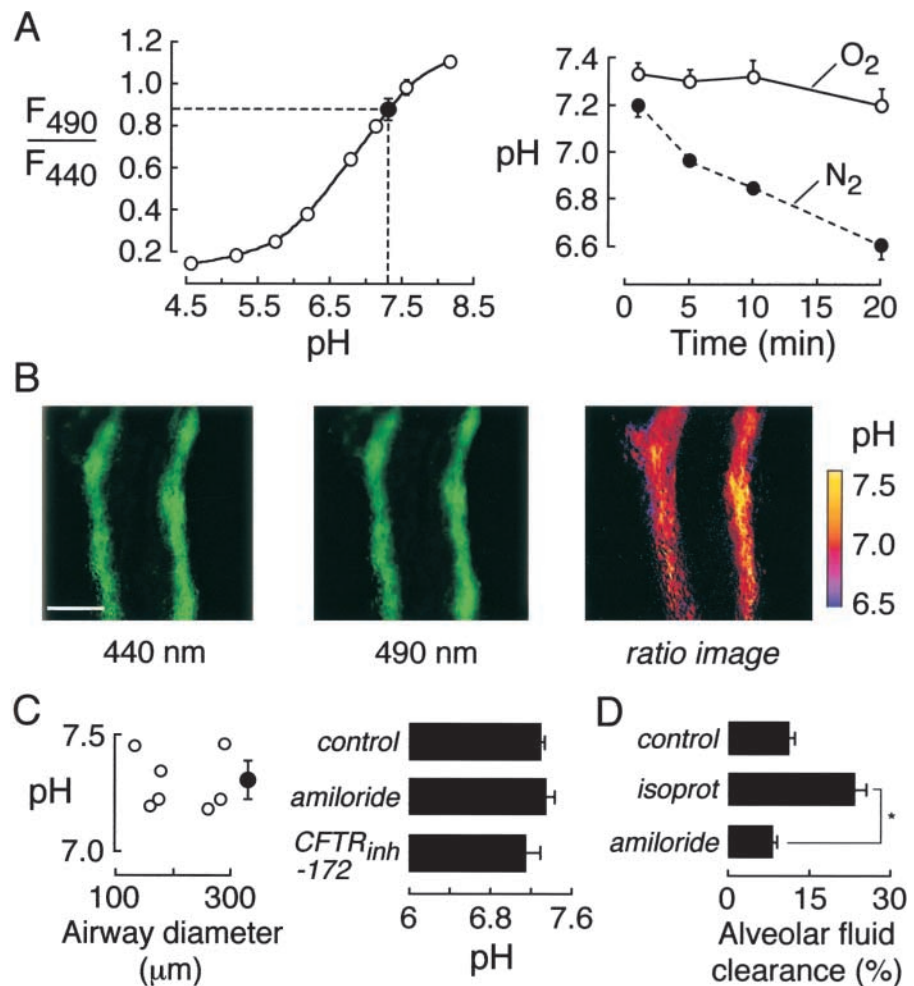 A
F490
F440
1.2
1.0
0.8
0.6
0.4
0.2
4.5 5.5 6.5 7.5 8.5
pH
pH
7.4
7.2
7.0
6.8
6.6
O2
N2
0 5 10 15 20
Time (min)
B
440 nm
490 nm
ratio image
pH
7.5
7.0
6.5
C
pH
7.5
7.0
100 300
Airway diameter
(μm)
control
amiloride
CFTRinh
-172
6 6.8 7.6
pH
D
control
isoprot
amiloride
*
0 15 30
Alveolar fluid
clearance (%)